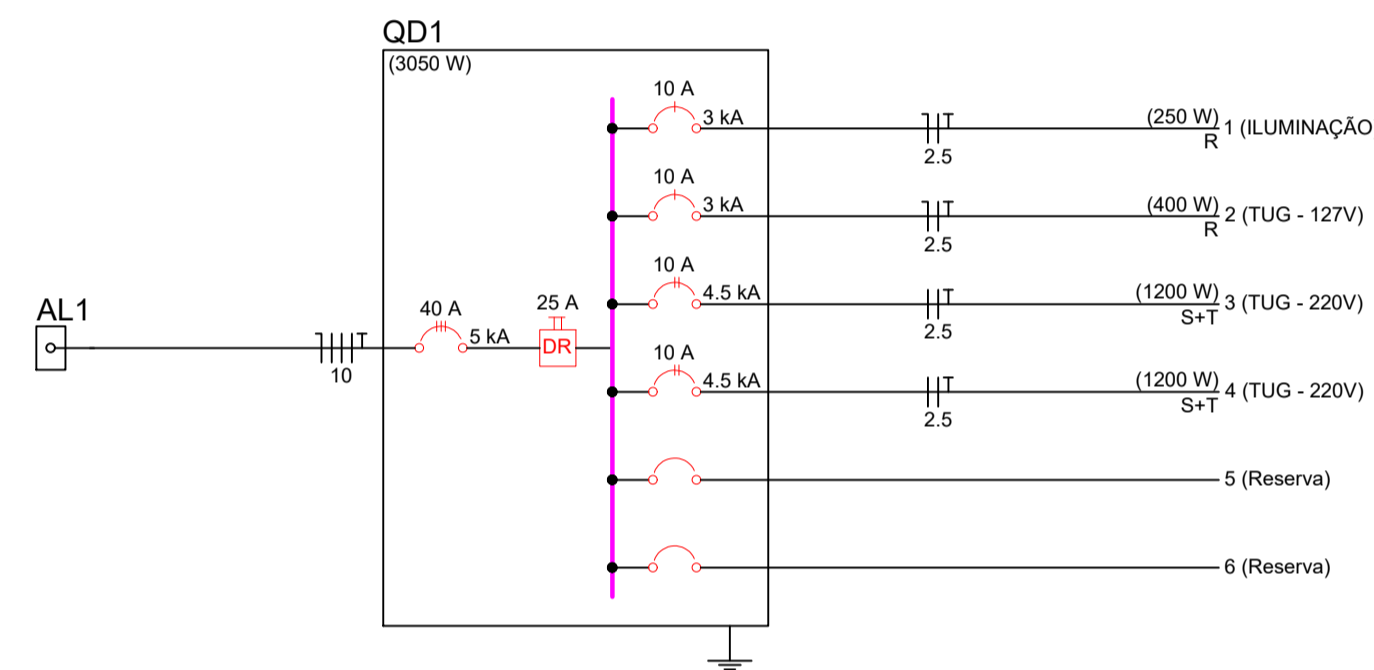 QD1
(3050 W)
10 A
3 kA
T
2.5
(250 W)
R
1 (ILUMINAÇÃO
10 A
3 kA
T
2.5
(400 W)
R
2 (TUG - 127V)
10 A
4.5 kA
T
2.5
(1200 W)
S+T
3 (TUG - 220V)
AL1
T
10
40 A
5 kA
25 A
DR
10 A
4.5 kA
T
2.5
(1200 W)
S+T
4 (TUG - 220V)
5 (Reserva)
6 (Reserva)